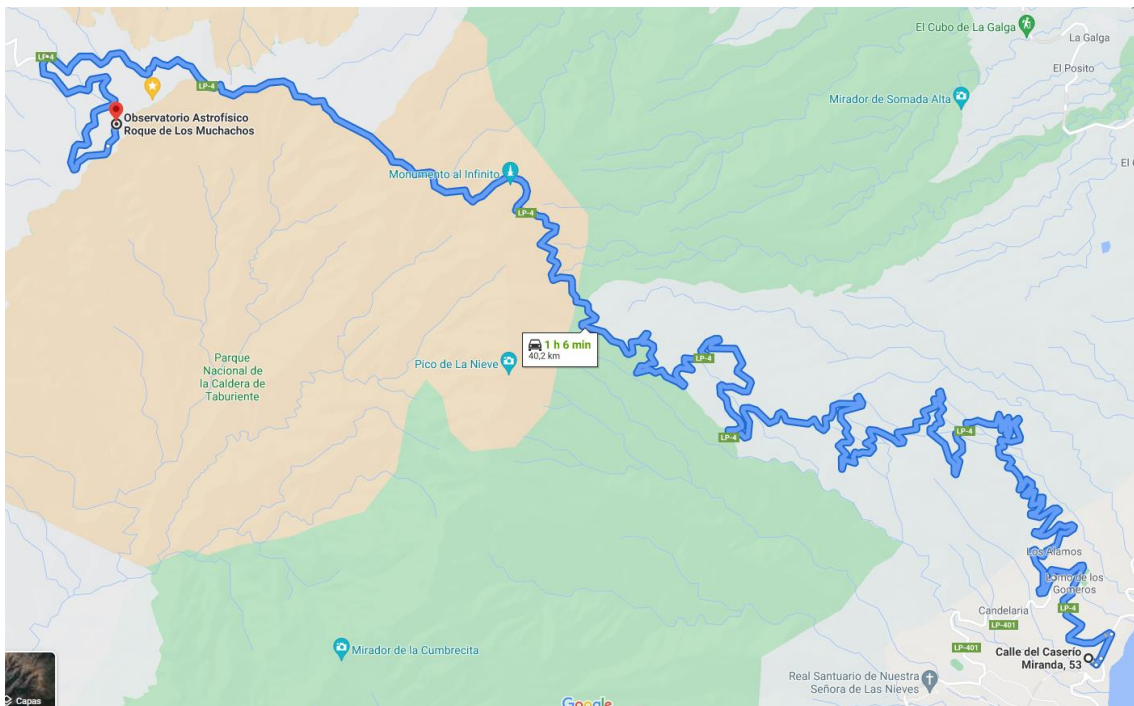 El Cubo de La Galga
La Galga
LP-4
El Posito
LP-4
Mirador de Somada Alta
Observatorio Astrofísico
Roque de Los Muchachos
El C
Monumento al Infinito
LP-4
1 h 6 min
40,2 km
Parque
Nacional de
la Caldera de
Taburiente
Pico de La Nieve
LP-4
LP-4
LP-4
Los Álamos
Lomo de los
Gomeros
Candelaria
LP-4
LP-401
LP-401
Calle del Caserío
Miranda, 53
Mirador de la Cumbrecita
Real Santuario de Nuestra
Señora de Las Nieves
Capas
Google